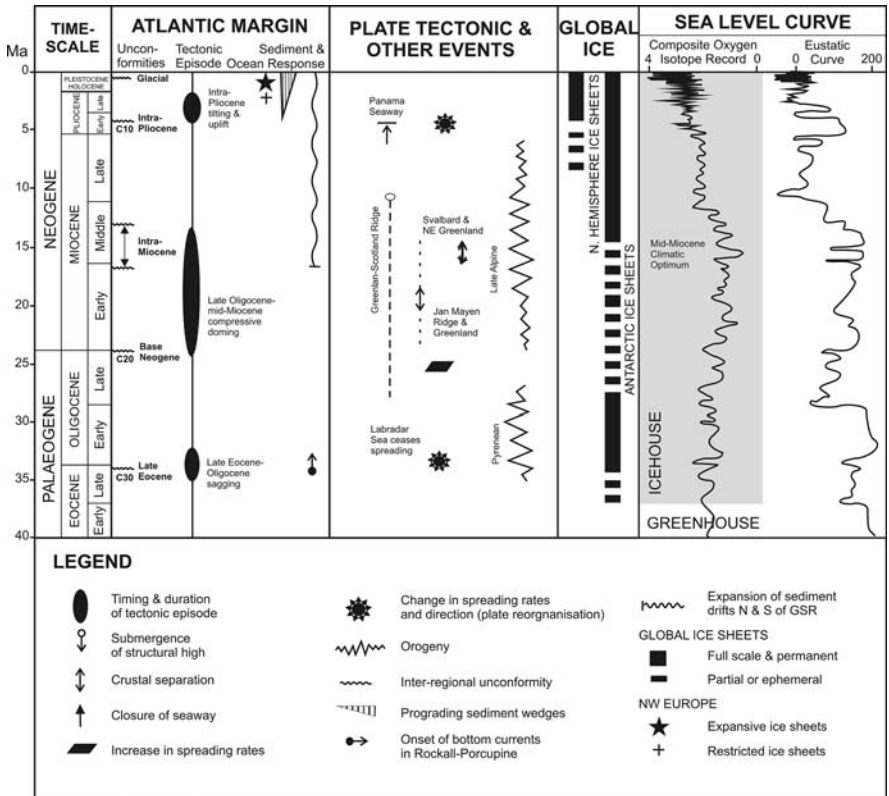 TIME-
SCALE
ATLANTIC MARGIN
Uncon-
formities
Tectonic
Episode
Sediment &
Ocean Response
PLATE TECTONIC &
OTHER EVENTS
GLOBAL
ICE
SEA LEVEL CURVE
Composite Oxygen
Isotope Record
4
0
Eustatic
Curve
0
200
Ma
0
5
10
15
20
25
30
35
40
NEOGENE
PALAEOGENE
PLEISTOCENE
HOLOCENE
PLIOCENE
MIOCENE
OLIGOCENE
EOCENE
Late
Early
Late
Middle
Early
Late
Early
Late
Early
Glacial
Intra-
Pliocene
C10
Intra-
Miocene
Base
Neogene
C20
Late
Eocene
C30
Intra-
Pliocene
tilting &
uplift
Late Oligocene-
mid-Miocene
compressive
doming
Late Eocene-
Oligocene
sagging
Panama
Seaway
Greenlan-Scotland Ridge
Svalbard &
NE Greenland
Jan Mayen
Ridge &
Greenland
Labradar
Sea ceases
spreading
Late Alpine
Pyrenean
N. HEMISPHERE ICE SHEETS
ANTARCTIC ICE SHEETS
Mid-Miocene
Climatic
Optimum
ICEHOUSE
GREENHOUSE
LEGEND
Timing & duration
of tectonic episode
Submergence
of structural high
Crustal separation
Closure of seaway
Increase in spreading rates
Change in spreading rates
and direction (plate reorgnanisation)
Orogeny
Inter-regional unconformity
Prograding sediment wedges
Onset of bottom currents
in Rockall-Porcupine
Expansion of sediment
drifts N & S of GSR
GLOBAL ICE SHEETS
Full scale & permanent
Partial or ephemeral
NW EUROPE
Expansive ice sheets
Restricted ice sheets